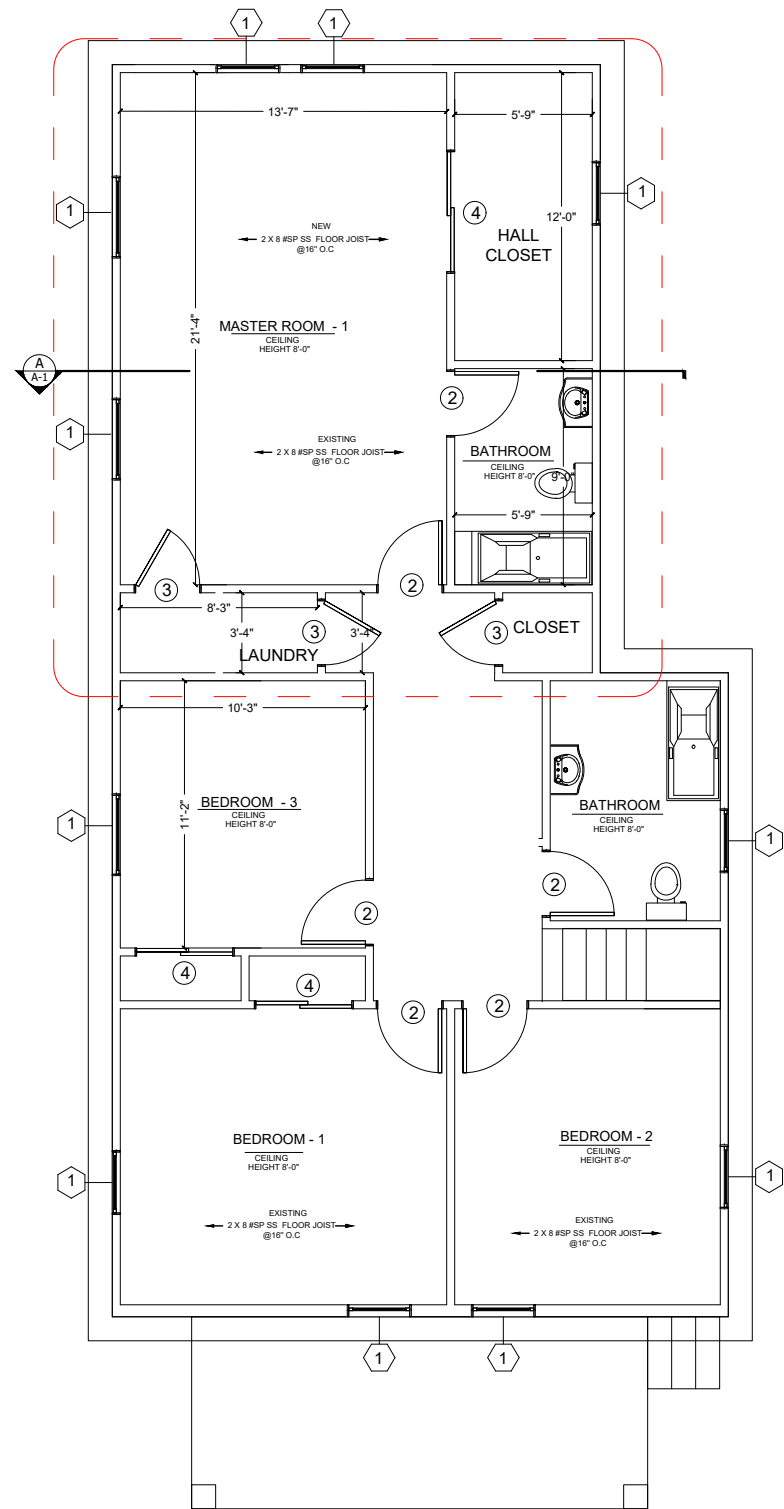 1
1
13'-7"
5'-9"
1
1
4
12'-0"
HALL
CLOSET
NEW
2 X 8 #SP SS  FLOOR JOIST
@16" O.C
21'-4"
MASTER ROOM - 1
CEILING
HEIGHT 8'-0"
A
A-1
2
1
EXISTING
2 X 8 #SP SS  FLOOR JOIST
@16" O.C
BATHROOM
CEILING
HEIGHT 8'-0"
9'-0"
5'-9"
3
2
8'-3"
3'-4"
3
3'-4"
3
CLOSET
LAUNDRY
10'-3"
11'-2"
BEDROOM - 3
CEILING
HEIGHT 8'-0"
BATHROOM
CEILING
HEIGHT 8'-0"
1
1
2
2
4
4
2
2
BEDROOM - 1
CEILING
HEIGHT 8'-0"
BEDROOM - 2
CEILING
HEIGHT 8'-0"
1
1
EXISTING
2 X 8 #SP SS  FLOOR JOIST
@16" O.C
EXISTING
2 X 8 #SP SS  FLOOR JOIST
@16" O.C
1
1